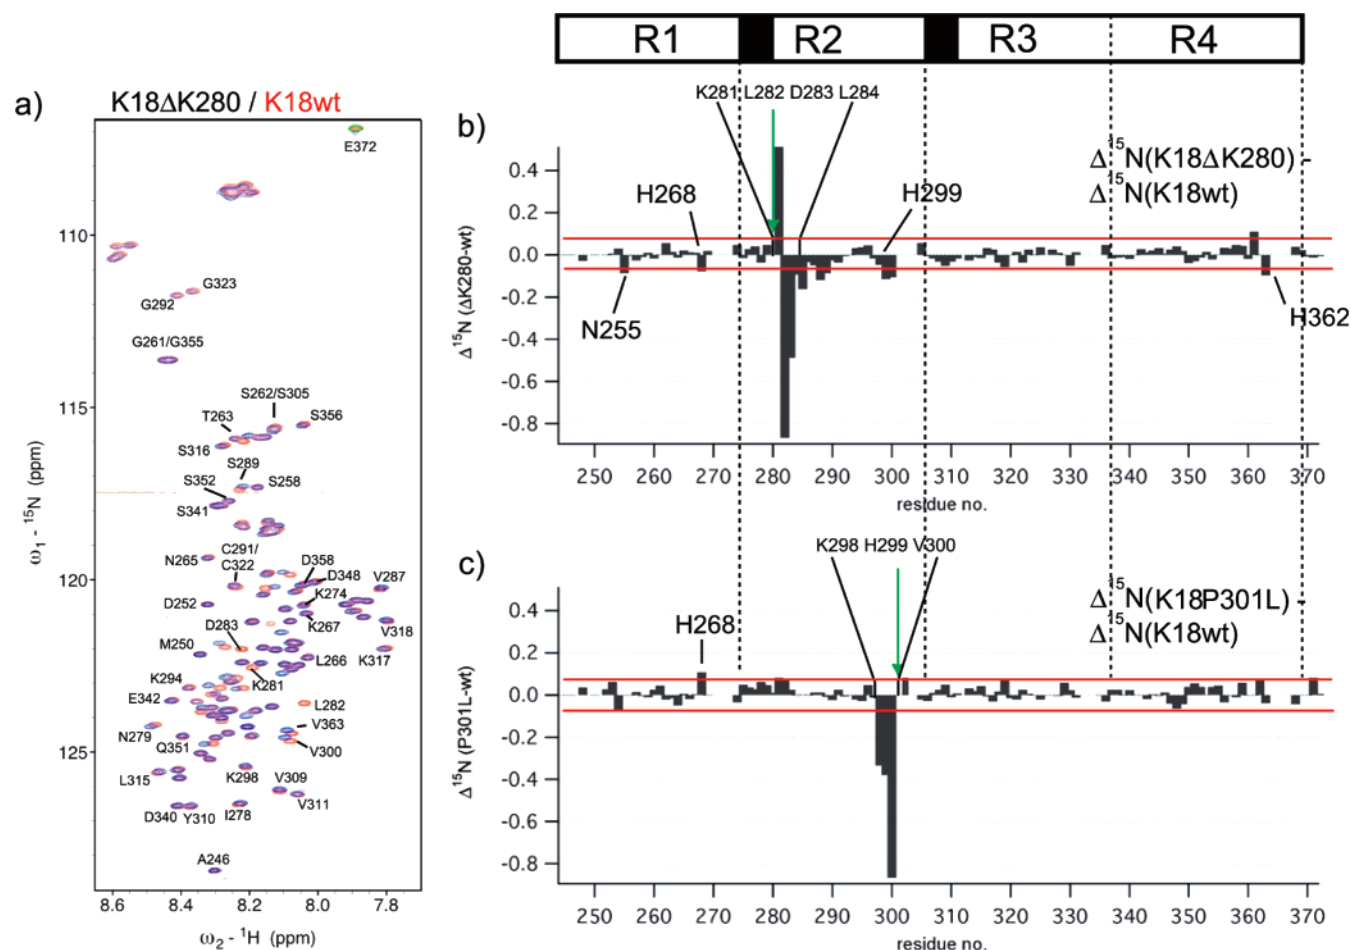 R1 R2 R3 R4
a)
K18ΔK280 / K18wt
E372
110
G323
G292
G261/G355
115
S262/S305
T263
S356
S316
S289
S352
S258
S341
ω1 - 15N (ppm)
C291/
C322
N265
D358
D348
V287
120
K274
D252
K267
D283
V318
M250
L266
K317
K281
K294
E342
L282
V363
N279
Q351
V300
125
L315
K298
V309
V311
D340
Y310
I278
A246
8.6 8.4 8.2 8.0 7.8
ω2 - 1H (ppm)
b)
K281 L282 D283 L284
Δ15N(K18ΔK280) -
Δ15N(K18wt)
H268
H299
N255
H362
0.4
0.2
0.0
-0.2
-0.4
-0.6
-0.8
Δ15N (ΔK280-wt)
250 260 270 280 290 300 310 320 330 340 350 360 370
residue no.
c)
K298 H299 V300
Δ15N(K18P301L) -
Δ15N(K18wt)
H268
0.4
0.2
0.0
-0.2
-0.4
-0.6
-0.8
Δ15N (P301L-wt)
250 260 270 280 290 300 310 320 330 340 350 360 370
residue no.